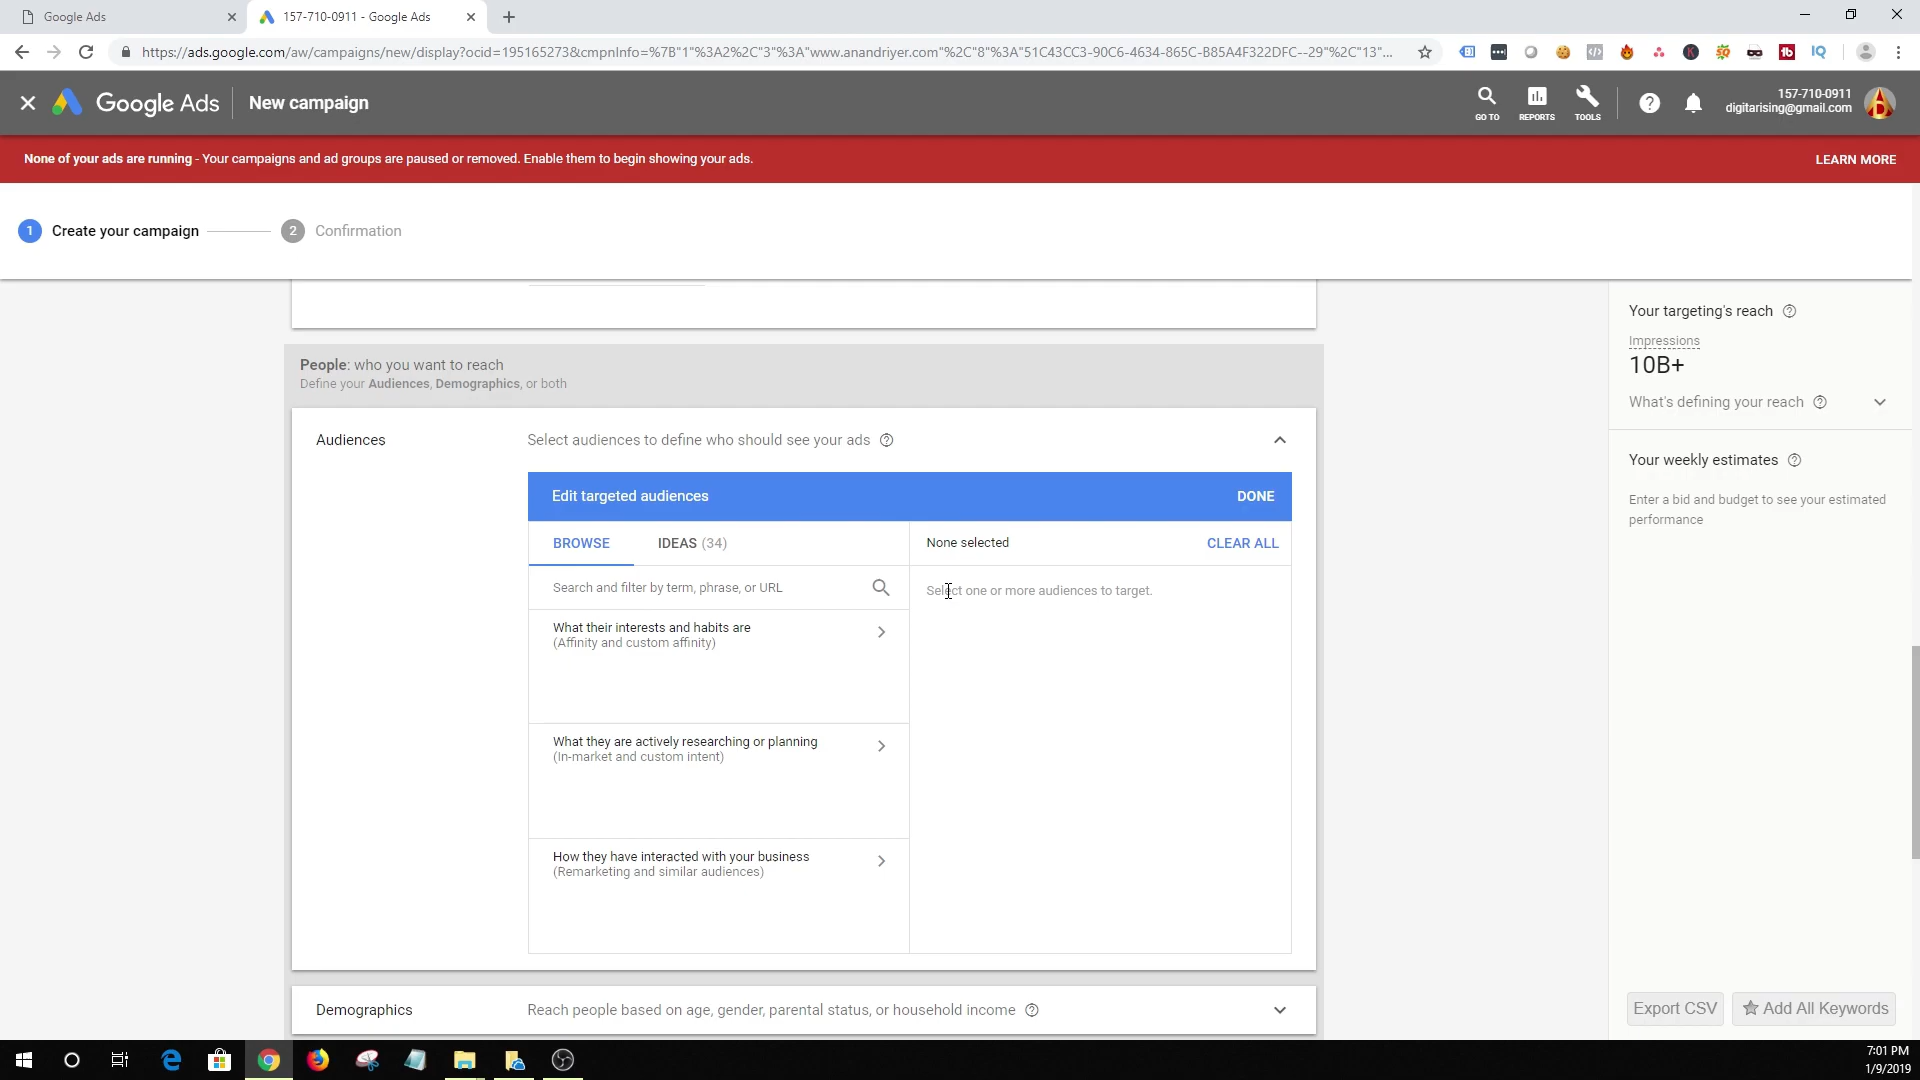 Google Ads
157-710-0911 - Google Ads
https://ads.google.com/aw/campaigns/new/display?ocid=195165273&cmpnInfo=%7B"1"%3A2%2C"3"%3A"www.anandriyer.com"%2C"8"%3A"51C43CC3-90C6-4634-865C-B85A4F322DFC--29"%2C"13"...
Google Ads
New campaign
GO TO
REPORTS
TOOLS
157-710-0911
digitarising@gmail.com
None of your ads are running - Your campaigns and ad groups are paused or removed. Enable them to begin showing your ads.
LEARN MORE
1 Create your campaign
2 Confirmation
People: who you want to reach
Define your Audiences, Demographics, or both
Audiences
Select audiences to define who should see your ads
Edit targeted audiences
DONE
BROWSE
IDEAS (34)
None selected
CLEAR ALL
Search and filter by term, phrase, or URL
Select one or more audiences to target.
What their interests and habits are
(Affinity and custom affinity)
What they are actively researching or planning
(In-market and custom intent)
How they have interacted with your business
(Remarketing and similar audiences)
Demographics
Reach people based on age, gender, parental status, or household income
Your targeting's reach
Impressions
10B+
What's defining your reach
Your weekly estimates
Enter a bid and budget to see your estimated
performance
Export CSV
Add All Keywords
7:01 PM
1/9/2019